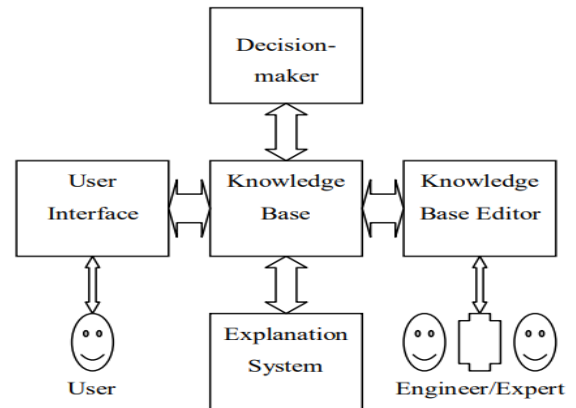 Decision-
maker
User
Interface
Knowledge
Base
Knowledge
Base Editor
Explanation
System
User
Engineer/Expert